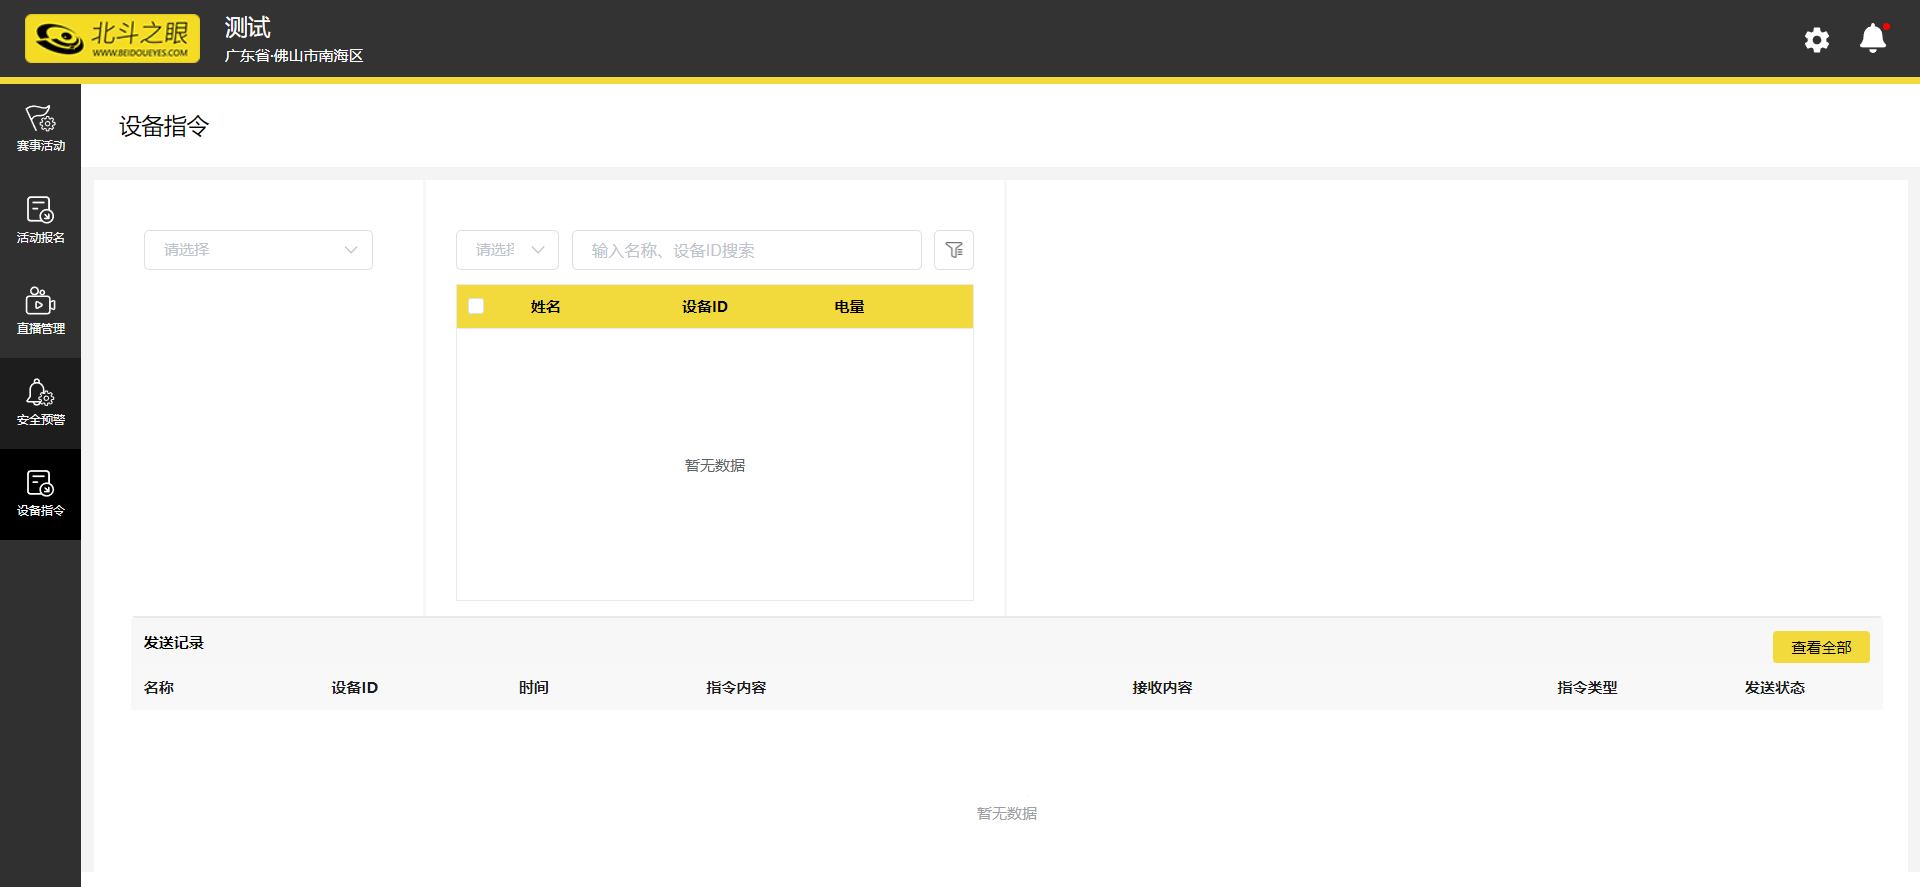 北斗之眼
WWW.BEIDOUEYES.COM
测试
广东省·佛山市南海区
赛事活动
活动报名
直播管理
安全预警
设备指令
设备指令
请选择
请选择
输入名称、设备ID搜索
姓名 设备ID 电量
暂无数据
发送记录
查看全部
名称 设备ID 时间 指令内容 接收内容 指令类型 发送状态
暂无数据